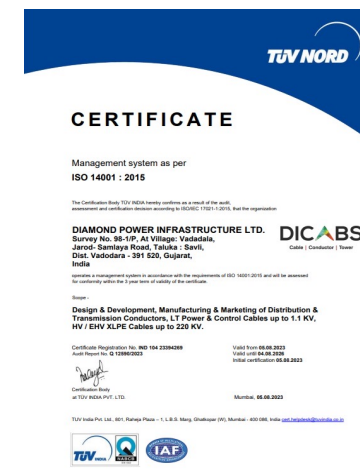 TÜV NORD
CERTIFICATE
Management system as per
ISO 14001 : 2015
The Certification Body TÜV INDIA hereby confirms as a result of the audit,
assessment and certification decision according to ISO/IEC 17021-1:2015, that the organization
DIAMOND POWER INFRASTRUCTURE LTD.
Survey No. 98-1/P, At Village: Vadadala,
Jarod- Samlaya Road, Taluka : Savli,
Dist. Vadodara - 391 520, Gujarat,
India
DICABS
Cable | Conductor | Tower
operates a management system in accordance with the requirements of ISO 14001:2015 and will be assessed
for conformity within the 3 year term of validity of the certificate.
Scope -
Design & Development, Manufacturing & Marketing of Distribution &
Transmission Conductors, LT Power & Control Cables up to 1.1 KV,
HV / EHV XLPE Cables up to 220 KV.
Certificate Registration No. IND 104 23394269
Audit Report No. Q 12590/2023
Valid from 05.08.2023
Valid until 04.08.2026
Initial certification 05.08.2023
Certification Body
at TÜV INDIA PVT. LTD.
Mumbai, 05.08.2023
TUV India Pvt. Ltd., 801, Raheja Plaza – 1, L.B.S. Marg, Ghatkopar (W), Mumbai - 400 086, India cert.helpdesk@tuvindia.co.in
TÜV
NABCB
IAF